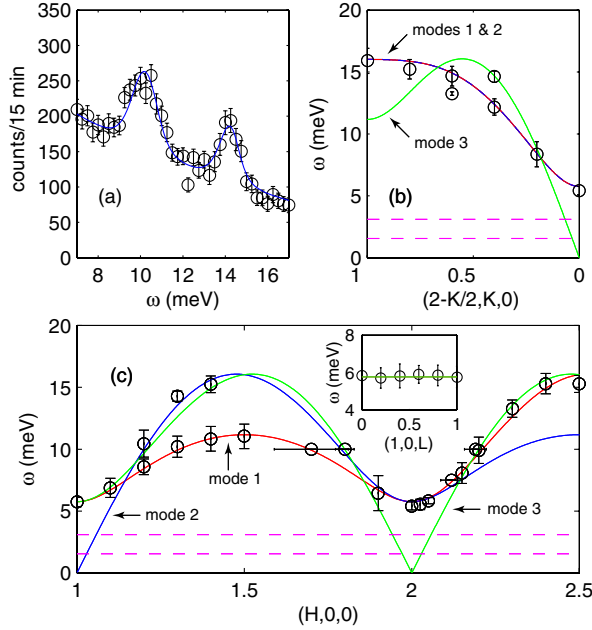 350
300
250
200
150
100
50
0
counts/15 min
(a)
8 10 12 14 16
ω (meV)
20
15
10
5
0
ω (meV)
modes 1 & 2
mode 3
(b)
1 0.5 0
(2-K/2,K,0)
20
15
10
5
0
ω (meV)
(c)
8
6
4
ω (meV)
0 0.5 1
(1,0,L)
mode 1
mode 2
mode 3
1 1.5 2 2.5
(H,0,0)